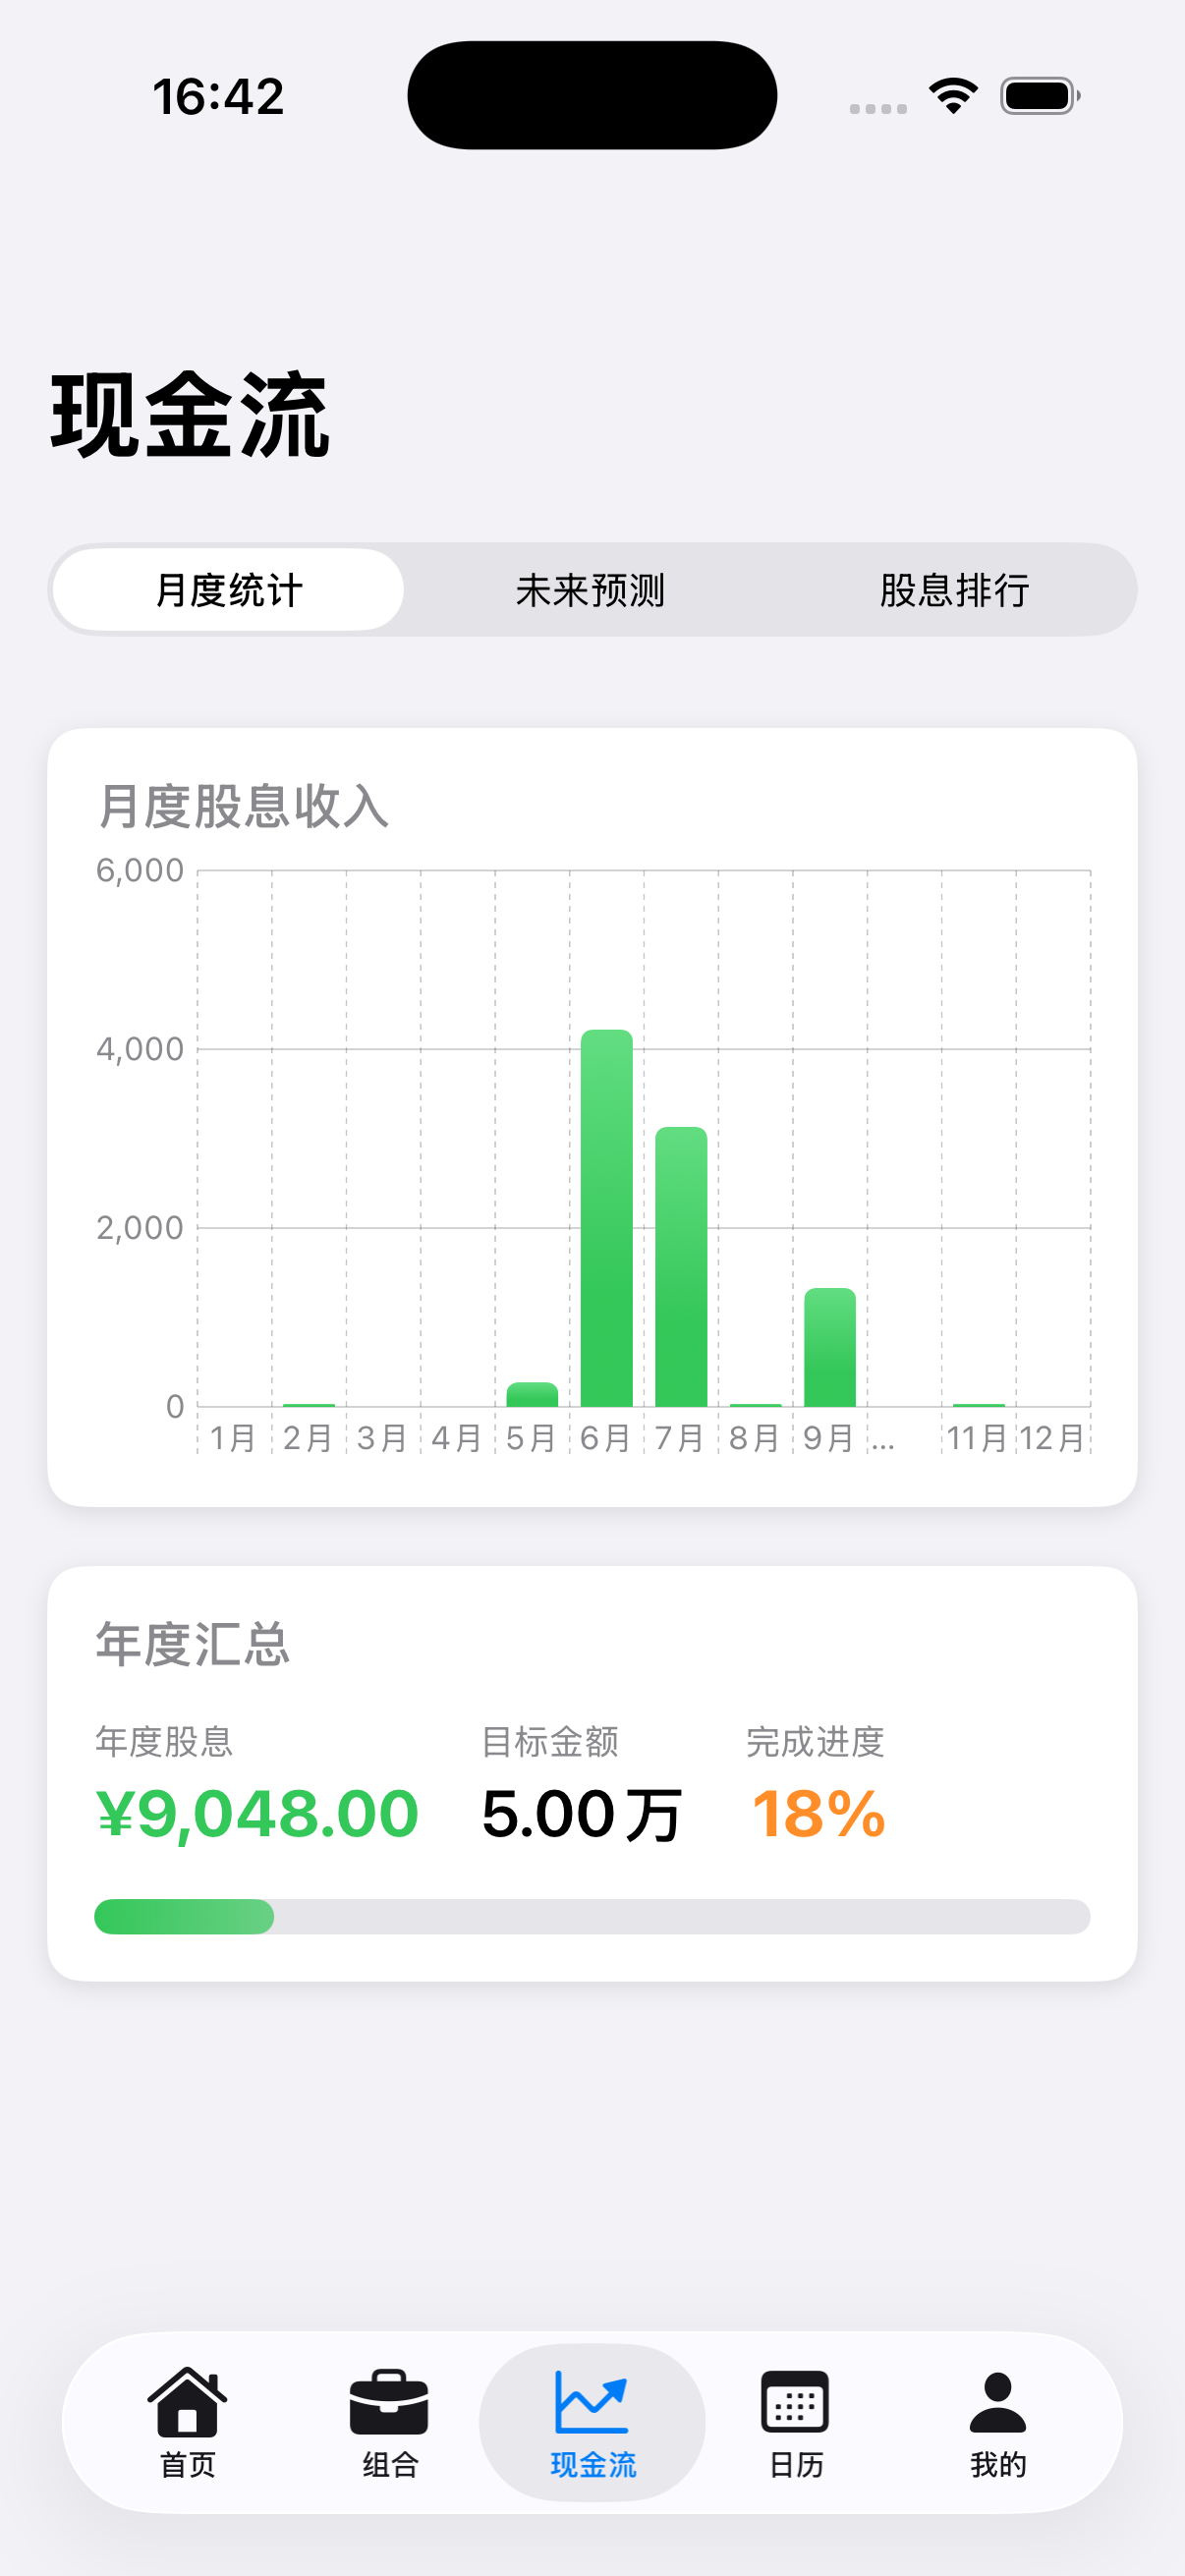 16:42
现金流
月度统计 未来预测 股息排行
月度股息收入
6,000
4,000
2,000
0
1月 2月 3月 4月 5月 6月 7月 8月 9月 ... 11月 12月
年度汇总
年度股息 目标金额 完成进度
¥9,048.00 5.00万 18%
首页 组合 现金流 日历 我的